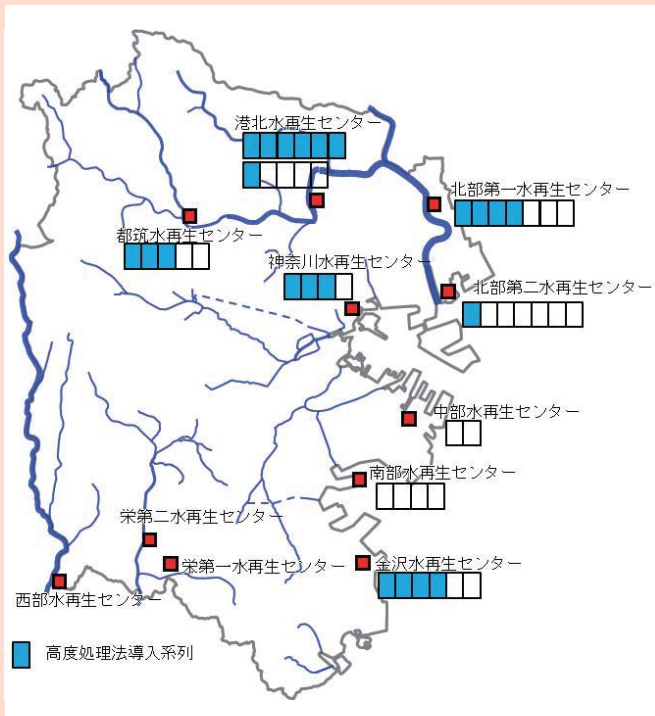 港北水再生センター
北部第一水再生センター
都筑水再生センター
神奈川水再生センター
北部第二水再生センター
中部水再生センター
南部水再生センター
栄第二水再生センター
栄第一水再生センター
金沢水再生センター
西部水再生センター
高度処理法導入系列